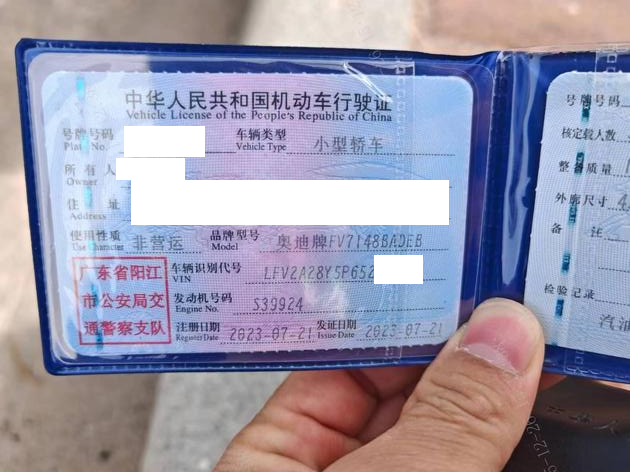 中华人民共和国机动车行驶证
Vehicle License of the People's Republic of China
号牌号码 车辆类型 小型轿车
Plate No. Vehicle Type
所有人
Owner
住址
Address
使用性质 非营运 品牌型号 奥迪牌FV7148BADEB
Use Character Model
广东省阳江
市公安局交
通警察支队
车辆识别代号 LFV2A28Y5P652
VIN
发动机号码 S39924
Engine No.
注册日期 2023-07-21 发证日期 2023-07-21
Register Date Issue Date
号牌号码
核定载人数
整备质量
外廓尺寸 4
备注
检验记录
汽油